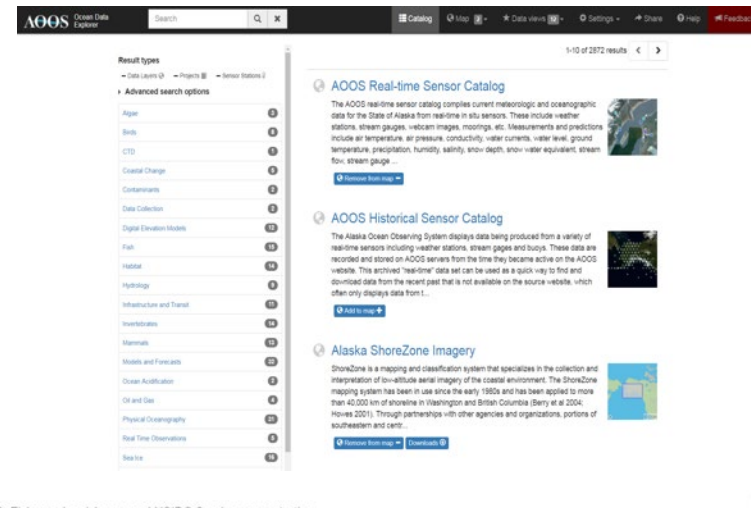 AOOS Ocean Data Explorer
Search
Catalog
Map 2
Data views 12
Settings
Share
Help
Feedback
1-10 of 2872 results
Result types
Data Layers
Projects
Sensor Stations
Advanced search options
Algae
Birds
CTD
Coastal Change
Contaminants
Data Collection
Digital Elevation Models 12
Fish 15
Habitat 14
Hydrology
Infrastructure and Transit 11
Invertebrates 14
Mammals 13
Models and Forecasts 22
Ocean Acidification
Oil and Gas
Physical Oceanography 21
Real Time Observations
Sea Ice 16
AOOS Real-time Sensor Catalog
The AOOS real-time sensor catalog compiles current meteorologic and oceanographic
data for the State of Alaska from real-time in situ sensors. These include weather
stations, stream gauges, webcam images, moorings, etc. Measurements and predictions
include air temperature, air pressure, conductivity, water currents, water level, ground
temperature, precipitation, humidity, salinity, snow depth, snow water equivalent, stream
flow, stream gauge ...
Remove from map
AOOS Historical Sensor Catalog
The Alaska Ocean Observing System displays data being produced from a variety of
real-time sensors including weather stations, stream gages and buoys. These data are
recorded and stored on AOOS servers from the time they became active on the AOOS
website. This archived "real-time" data set can be used as a quick way to find and
download data from the recent past that is not available on the source website, which
often only displays data from t...
Add to map
Alaska ShoreZone Imagery
ShoreZone is a mapping and classification system that specializes in the collection and
interpretation of low-altitude aerial imagery of the coastal environment. The ShoreZone
mapping system has been in use since the early 1980s and has been applied to more
than 40,000 km of shoreline in Washington and British Columbia (Berry et al 2004;
Howes 2001). Through partnerships with other agencies and organizations, portions of
southeastern and centr...
Remove from map
Downloads